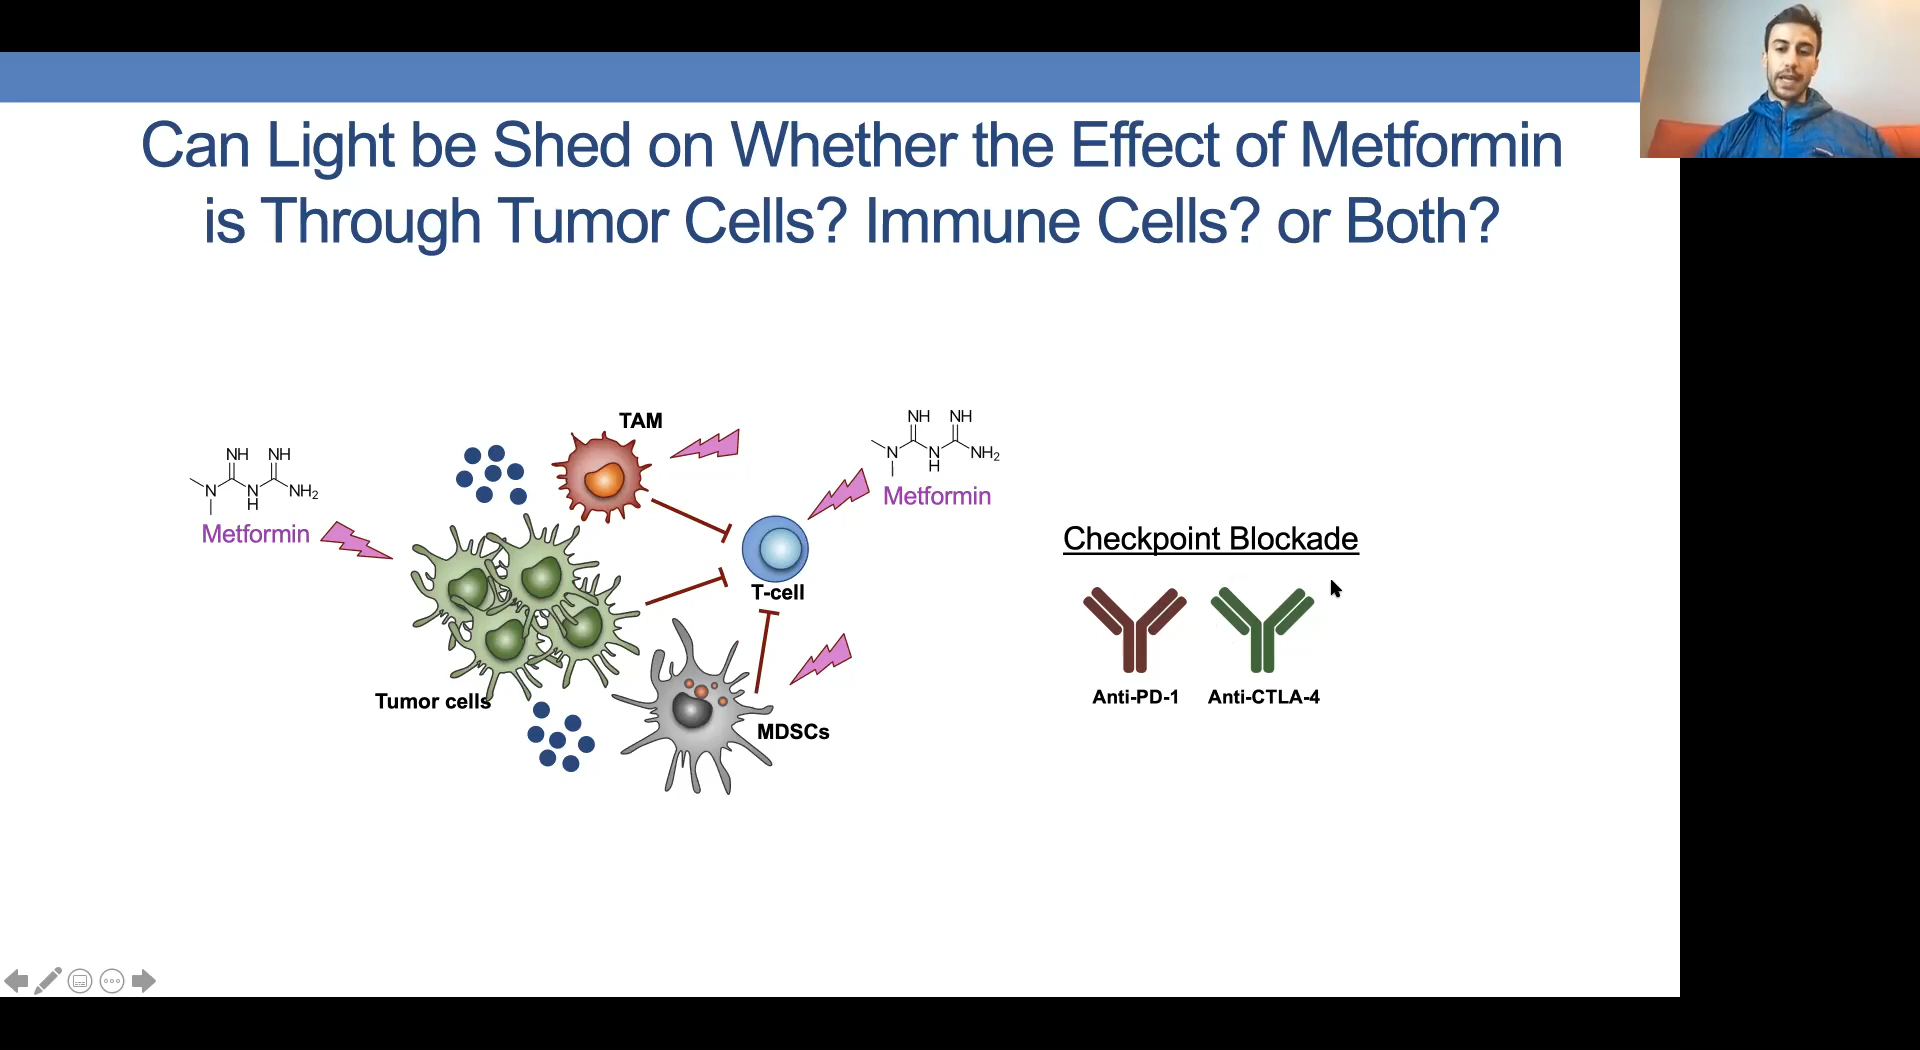 Can Light be Shed on Whether the Effect of Metformin
is Through Tumor Cells? Immune Cells? or Both?
TAM
NH NH
N N NH2
H
Metformin
NH NH
N N NH2
H
Metformin
T-cell
Tumor cells
MDSCs
Checkpoint Blockade
Anti-PD-1 Anti-CTLA-4